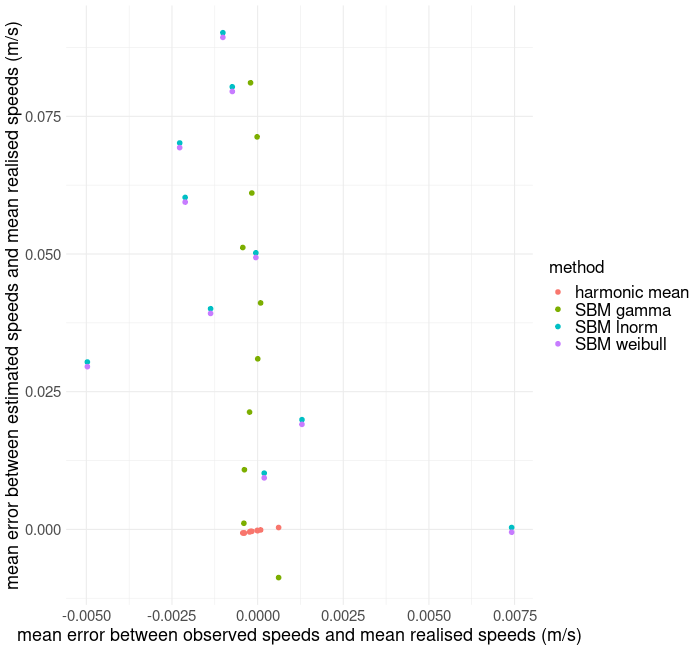 mean error between estimated speeds and mean realised speeds (m/s)
0.075
0.050
0.025
0.000
-0.0050 -0.0025 0.0000 0.0025 0.0050 0.0075
mean error between observed speeds and mean realised speeds (m/s)
method
harmonic mean
SBM gamma
SBM lnorm
SBM weibull